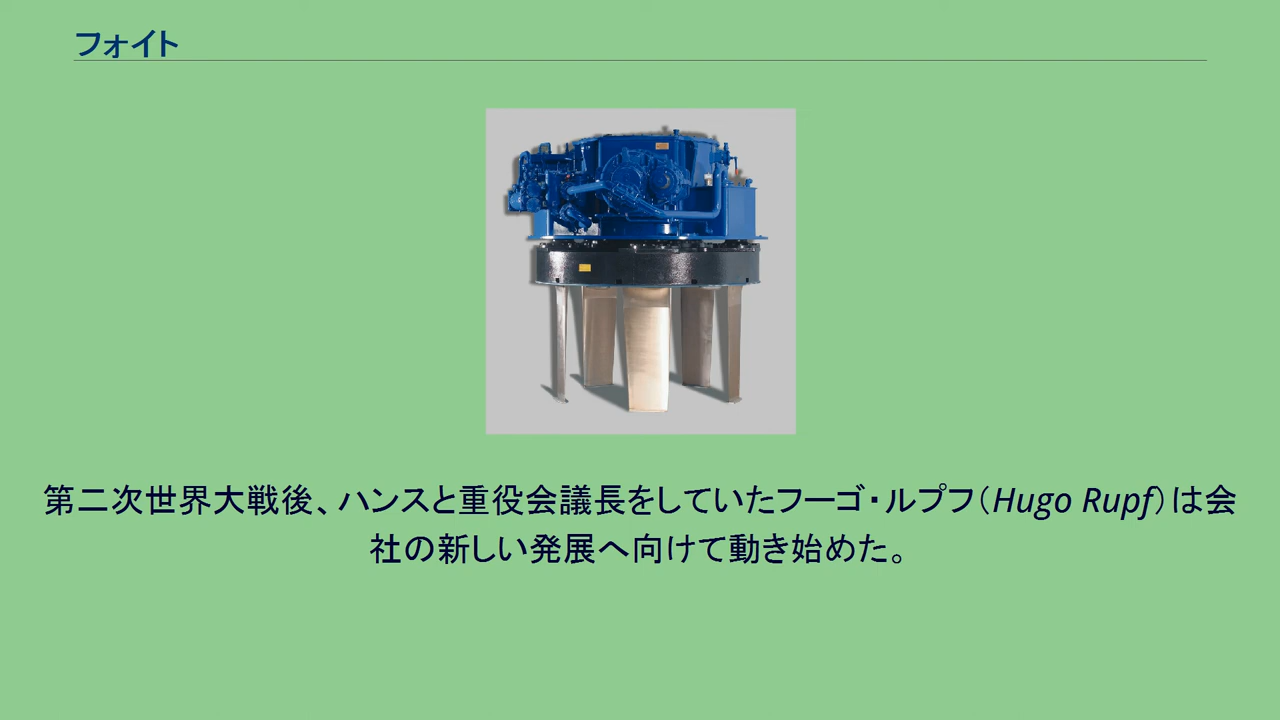 フォイト
第二次世界大戦後、ハンスと重役会議長をしていたフーゴ・ルプフ（Hugo Rupf）は会
社の新しい発展へ向けて動き始めた。